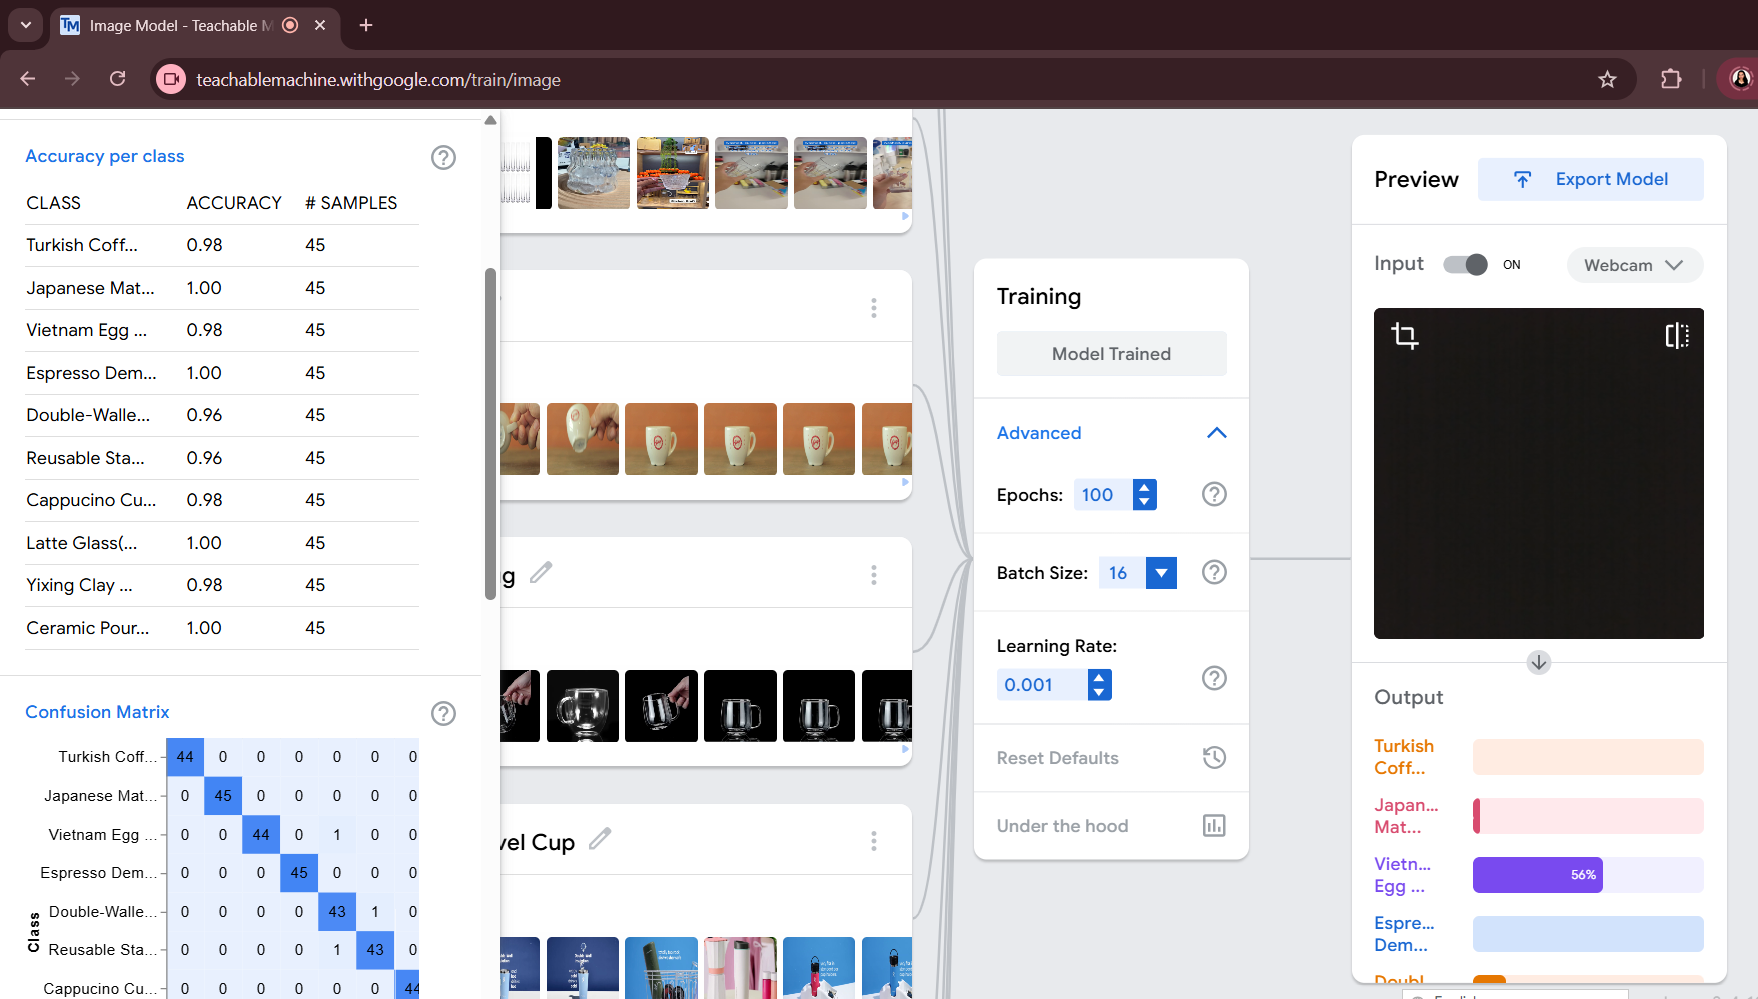 Image Model - Teachable M
teachablemachine.withgoogle.com/train/image
Accuracy per class
CLASS ACCURACY # SAMPLES
Turkish Coff... 0.98 45
Japanese Mat... 1.00 45
Vietnam Egg ... 0.98 45
Espresso Dem... 1.00 45
Double-Walle... 0.96 45
Reusable Sta... 0.96 45
Cappucino Cu... 0.98 45
Latte Glass(... 1.00 45
Yixing Clay ... 0.98 45
Ceramic Pour... 1.00 45
Confusion Matrix
Class
Turkish Coff... 44 0 0 0 0 0 0
Japanese Mat... 0 45 0 0 0 0 0
Vietnam Egg ... 0 0 44 0 1 0 0
Espresso Dem... 0 0 0 45 0 0 0
Double-Walle... 0 0 0 0 43 1 0
Reusable Sta... 0 0 0 0 1 43 0
Cappucino Cu... 0 0 0 0 0 0 44
g
vel Cup
Training
Model Trained
Advanced
Epochs: 100
Batch Size: 16
Learning Rate:
0.001
Reset Defaults
Under the hood
Preview
Export Model
Input ON Webcam
Output
Turkish
Coff...
Japan...
Mat...
Vietn...
Egg ...
56%
Espre...
Dem...
Doubl